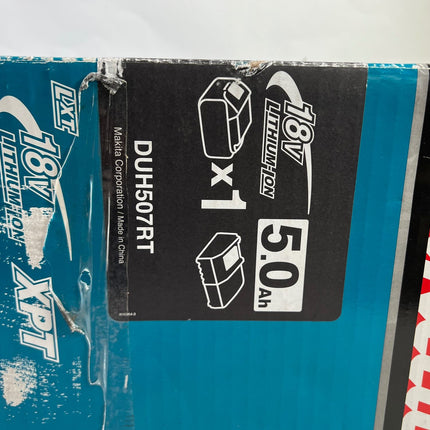 LXT
18V
LITHIUM-ION
XPT
18V
LITHIUM-ION
x1
5.0Ah
DUH507RT
Makita Corporation / Made in China